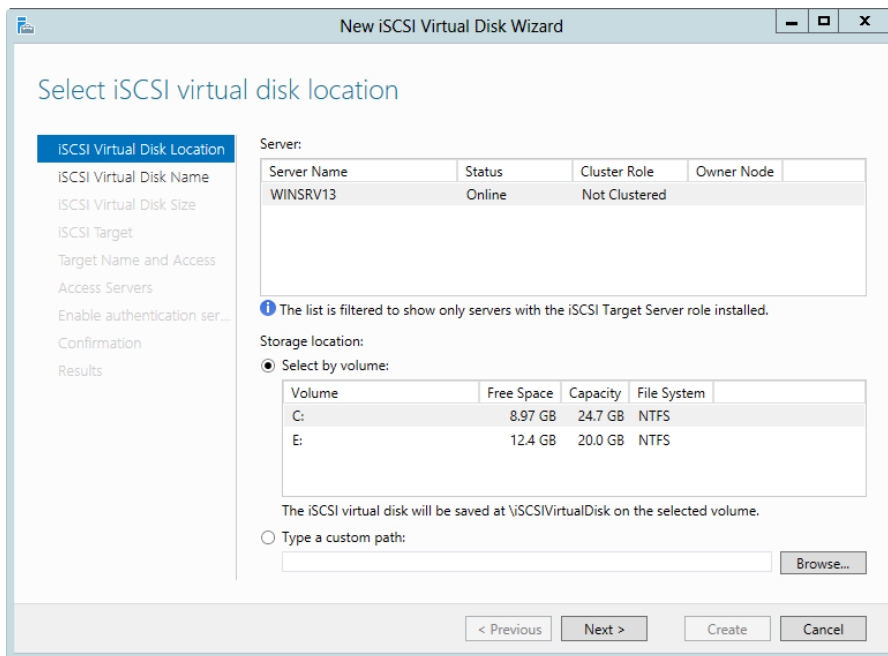 New iSCSI Virtual Disk Wizard
Select iSCSI virtual disk location
iSCSI Virtual Disk Location
iSCSI Virtual Disk Name
iSCSI Virtual Disk Size
iSCSI Target
Target Name and Access
Access Servers
Enable authentication ser...
Confirmation
Results
Server:
Server Name Status Cluster Role Owner Node
WINSRV13 Online Not Clustered
The list is filtered to show only servers with the iSCSI Target Server role installed.
Storage location:
Select by volume:
Volume Free Space Capacity File System
C: 8.97 GB 24.7 GB NTFS
E: 12.4 GB 20.0 GB NTFS
The iSCSI virtual disk will be saved at \iSCSIVirtualDisk on the selected volume.
Type a custom path:
Browse...
< Previous Next > Create Cancel